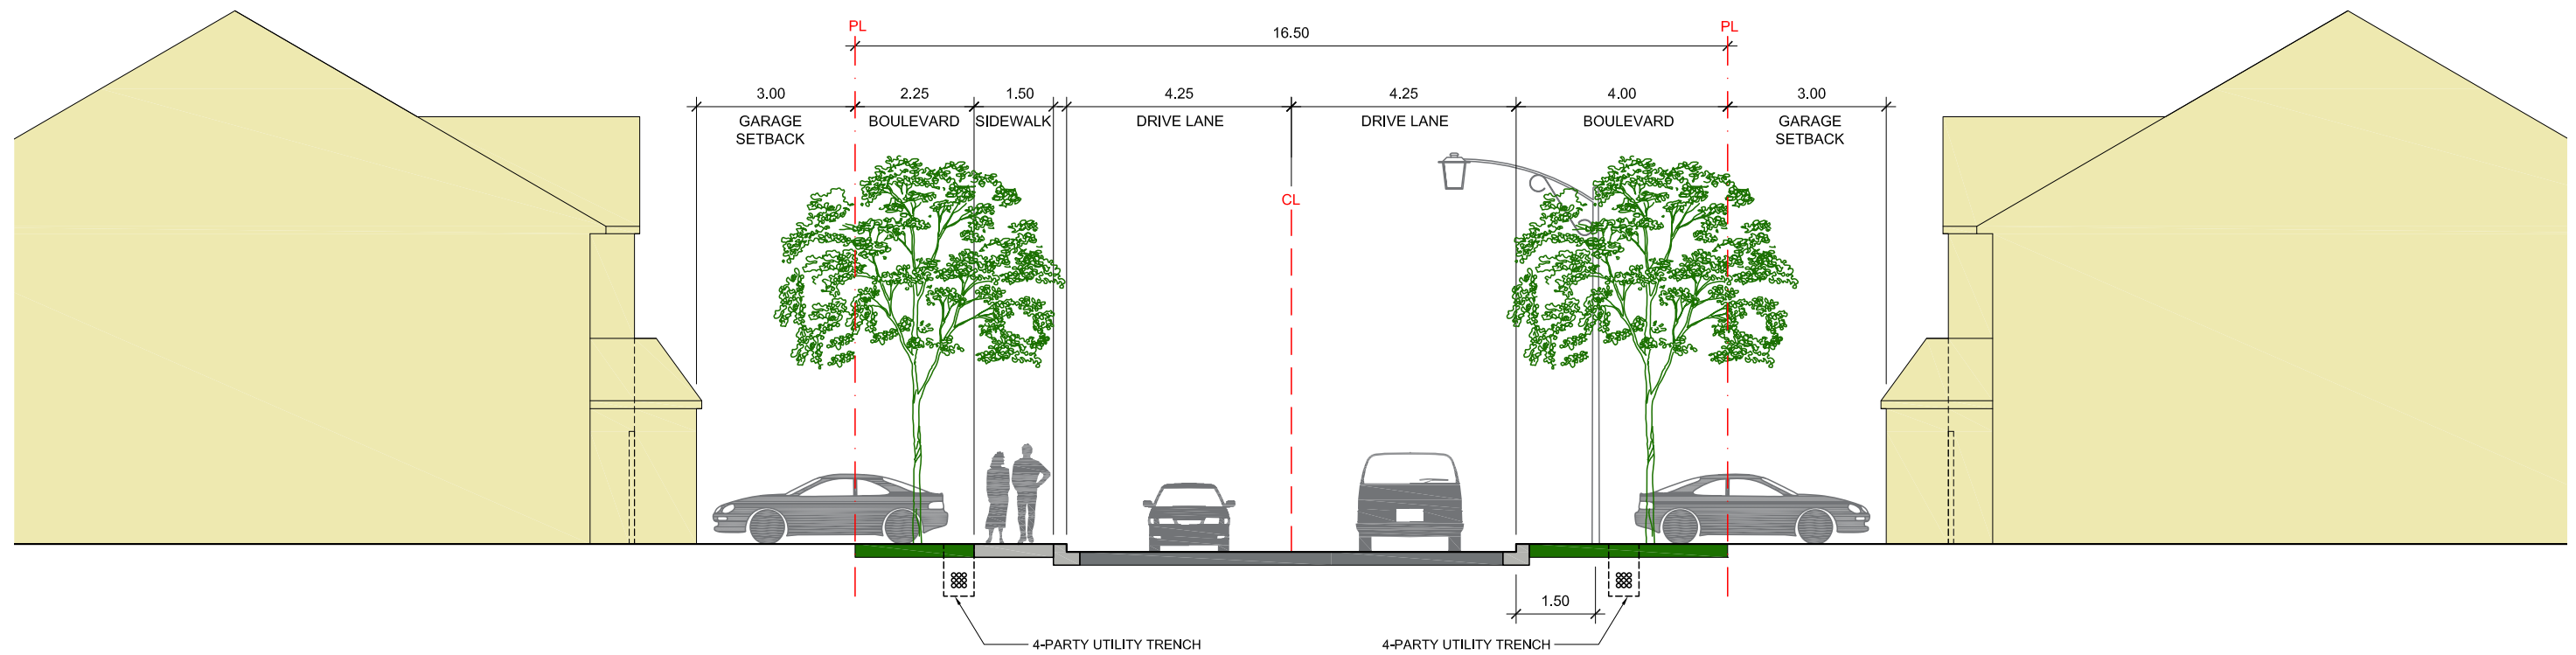 PL
PL
16.50
3.00
2.25
1.50
4.25
4.25
4.00
3.00
GARAGE
SETBACK
BOULEVARD
SIDEWALK
DRIVE LANE
DRIVE LANE
BOULEVARD
GARAGE
SETBACK
CL
1.50
4-PARTY UTILITY TRENCH
4-PARTY UTILITY TRENCH